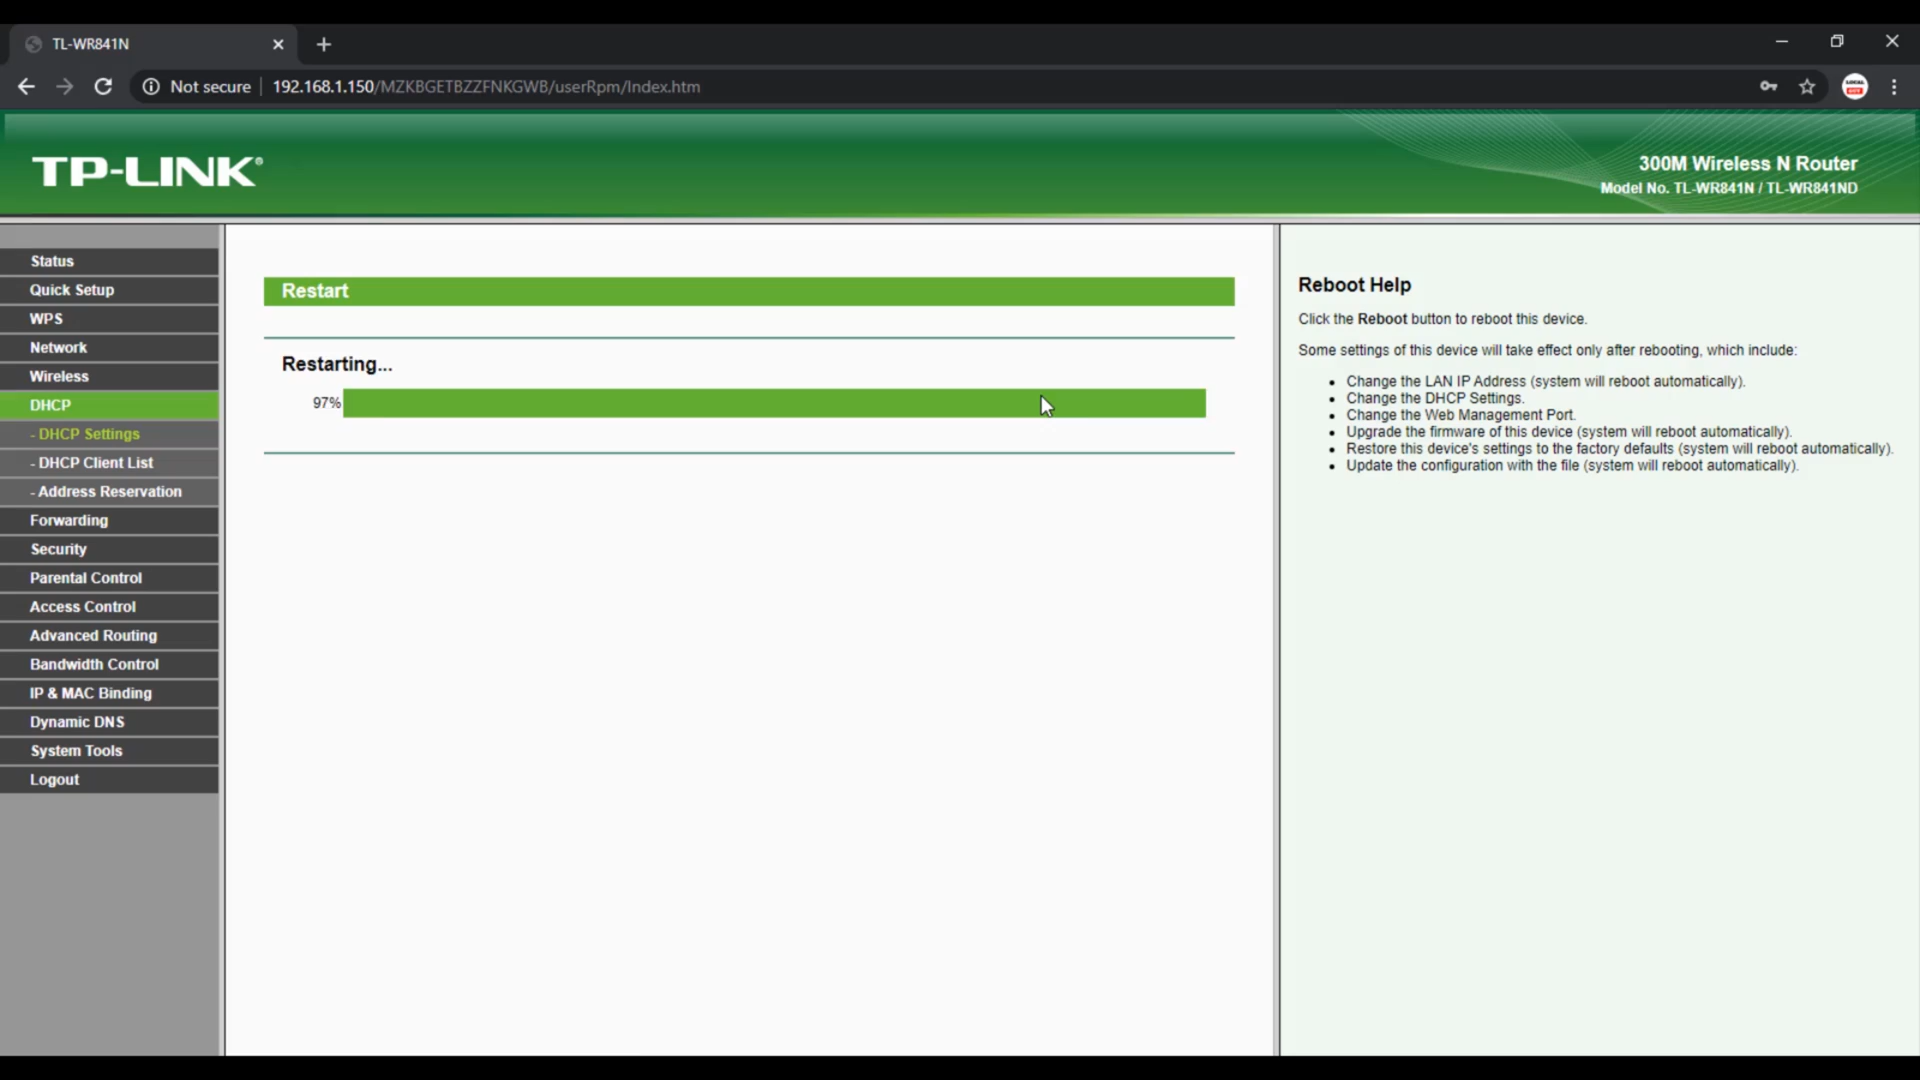 TL-WR841N
Not secure
192.168.1.150/MZKBGETBZZFNKGWB/userRpm/Index.htm
TP-LINK®
300M Wireless N Router
Model No. TL-WR841N / TL-WR841ND
Status
Quick Setup
WPS
Network
Wireless
DHCP
- DHCP Settings
- DHCP Client List
- Address Reservation
Forwarding
Security
Parental Control
Access Control
Advanced Routing
Bandwidth Control
IP & MAC Binding
Dynamic DNS
System Tools
Logout
Restart
Restarting...
97%
Reboot Help
Click the Reboot button to reboot this device.
Some settings of this device will take effect only after rebooting, which include:
• Change the LAN IP Address (system will reboot automatically).
• Change the DHCP Settings.
• Change the Web Management Port.
• Upgrade the firmware of this device (system will reboot automatically).
• Restore this device's settings to the factory defaults (system will reboot automatically).
• Update the configuration with the file (system will reboot automatically).